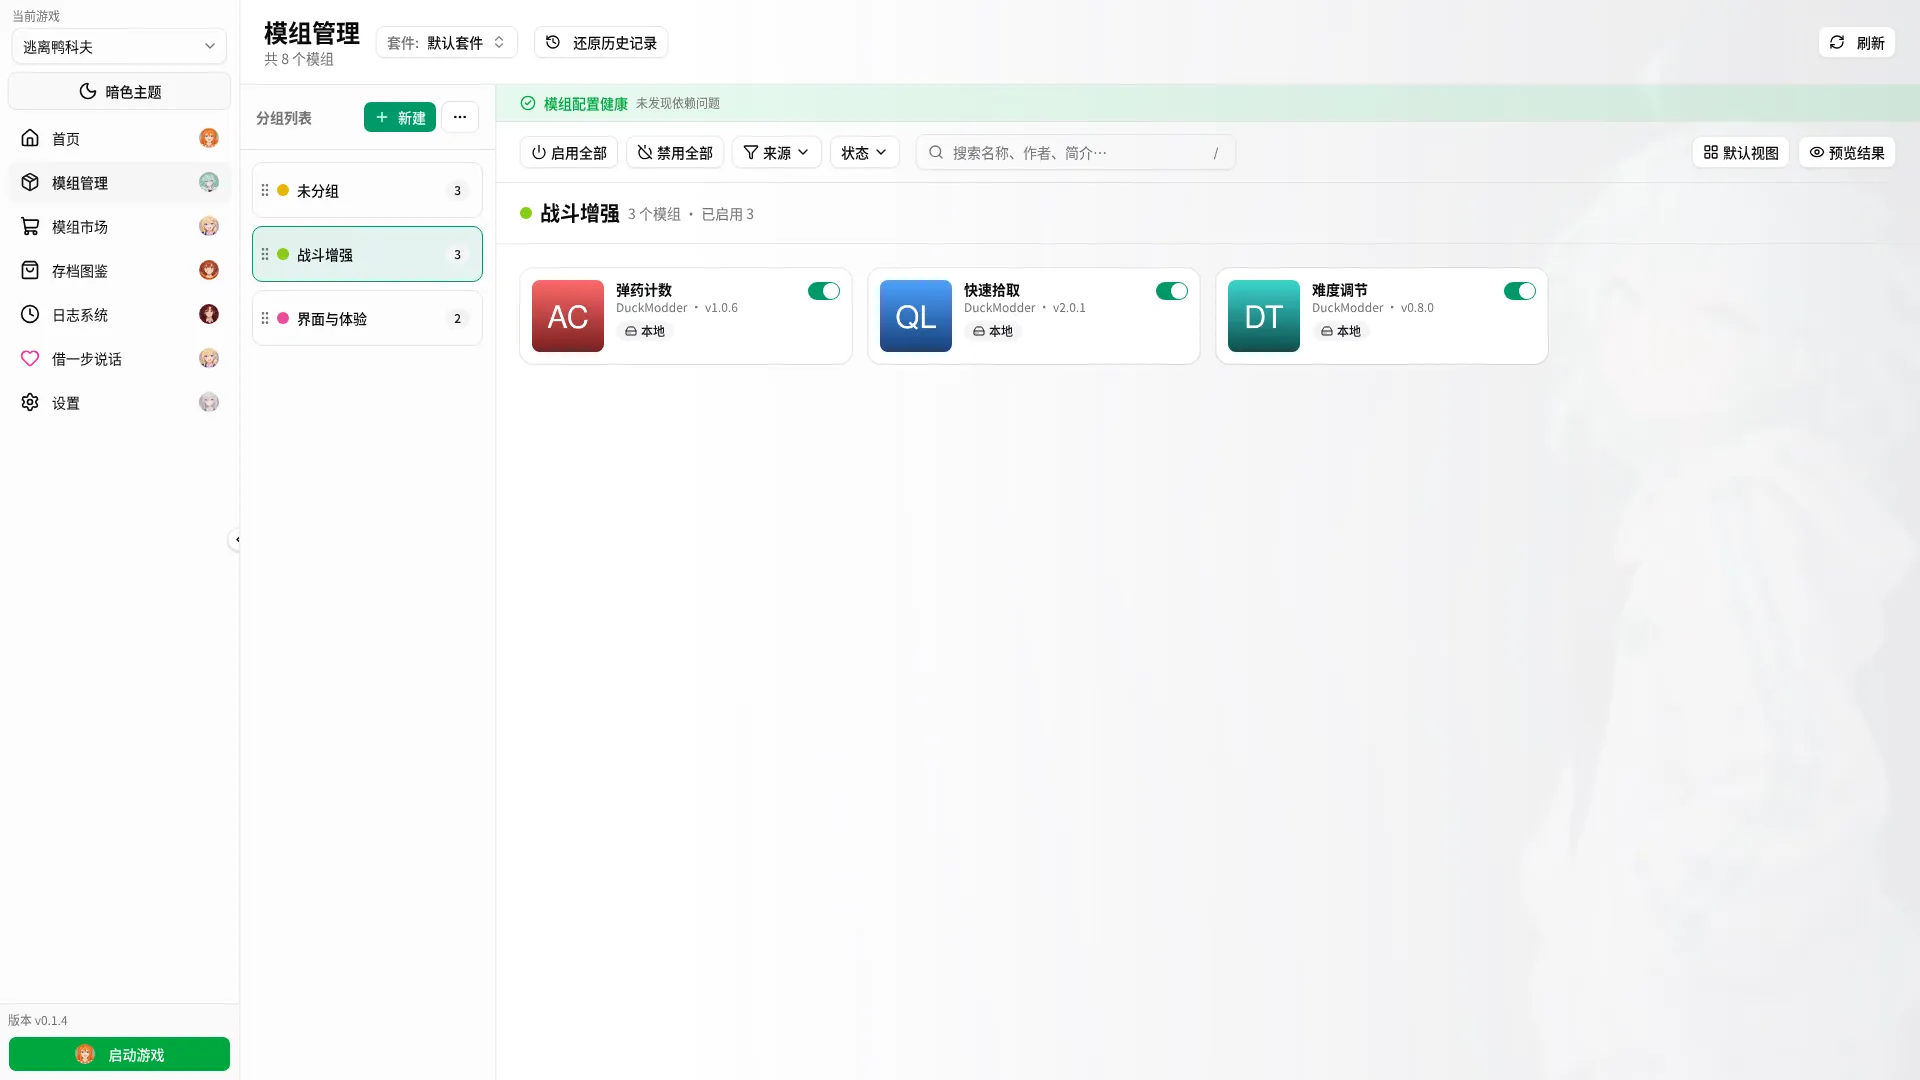 当前游戏
逃离鸭科夫
暗色主题
首页
模组管理
模组市场
存档图鉴
日志系统
借一步说话
设置
版本 v0.1.4
启动游戏
模组管理
共 8 个模组
套件: 默认套件
还原历史记录
刷新
分组列表
新建
未分组 3
战斗增强 3
界面与体验 2
模组配置健康 未发现依赖问题
启用全部
禁用全部
来源
状态
搜索名称、作者、简介… /
默认视图
预览结果
战斗增强 3 个模组 • 已启用 3
AC
弹药计数
DuckModder • v1.0.6
本地
QL
快速拾取
DuckModder • v2.0.1
本地
DT
难度调节
DuckModder • v0.8.0
本地